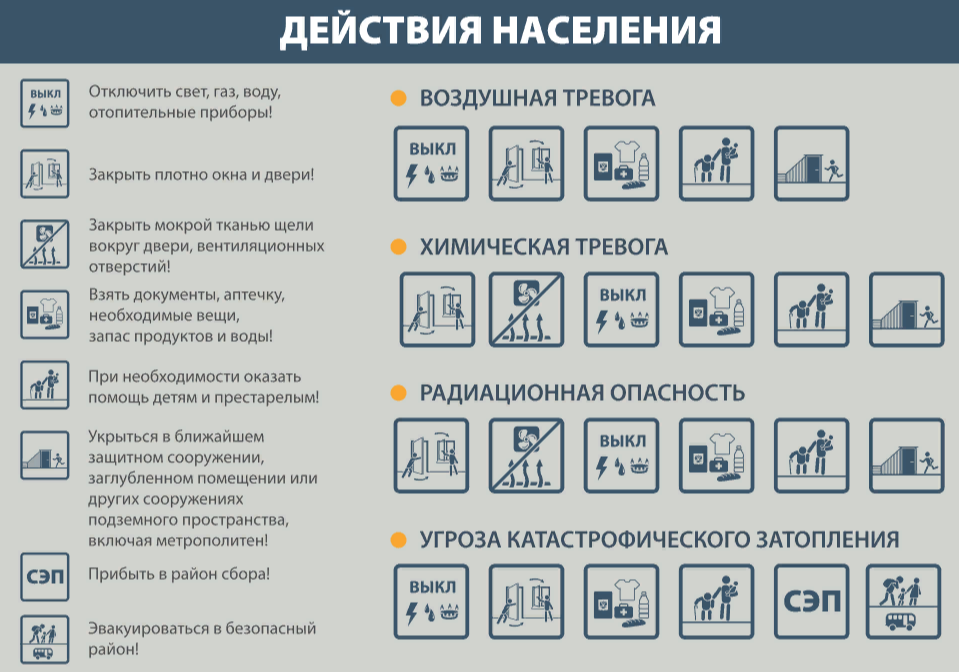 ДЕЙСТВИЯ НАСЕЛЕНИЯ
ВЫКЛ
Отключить свет, газ, воду,
отопительные приборы!
Закрыть плотно окна и двери!
Закрыть мокрой тканью щели
вокруг двери, вентиляционных
отверстий!
Взять документы, аптечку,
необходимые вещи,
запас продуктов и воды!
При необходимости оказать
помощь детям и престарелым!
Укрыться в ближайшем
защитном сооружении,
заглубленном помещении или
других сооружениях
подземного пространства,
включая метрополитен!
СЭП
Прибыть в район сбора!
Эвакуироваться в безопасный
район!
ВОЗДУШНАЯ ТРЕВОГА
ВЫКЛ
ХИМИЧЕСКАЯ ТРЕВОГА
ВЫКЛ
РАДИАЦИОННАЯ ОПАСНОСТЬ
ВЫКЛ
УГРОЗА КАТАСТРОФИЧЕСКОГО ЗАТОПЛЕНИЯ
ВЫКЛ
СЭП